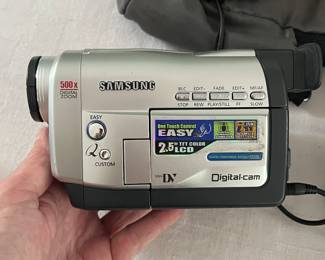 500x
DIGITAL
ZOOM
SAMSUNG
BLC EDIT- FADE EDIT+ MF/AF
STOP REW PLAY/STILL FF SLOW
EASY
CUSTOM
One Touch Control
EASY
2.5" TFT COLOR
LCD
Mini DV
Digital-cam